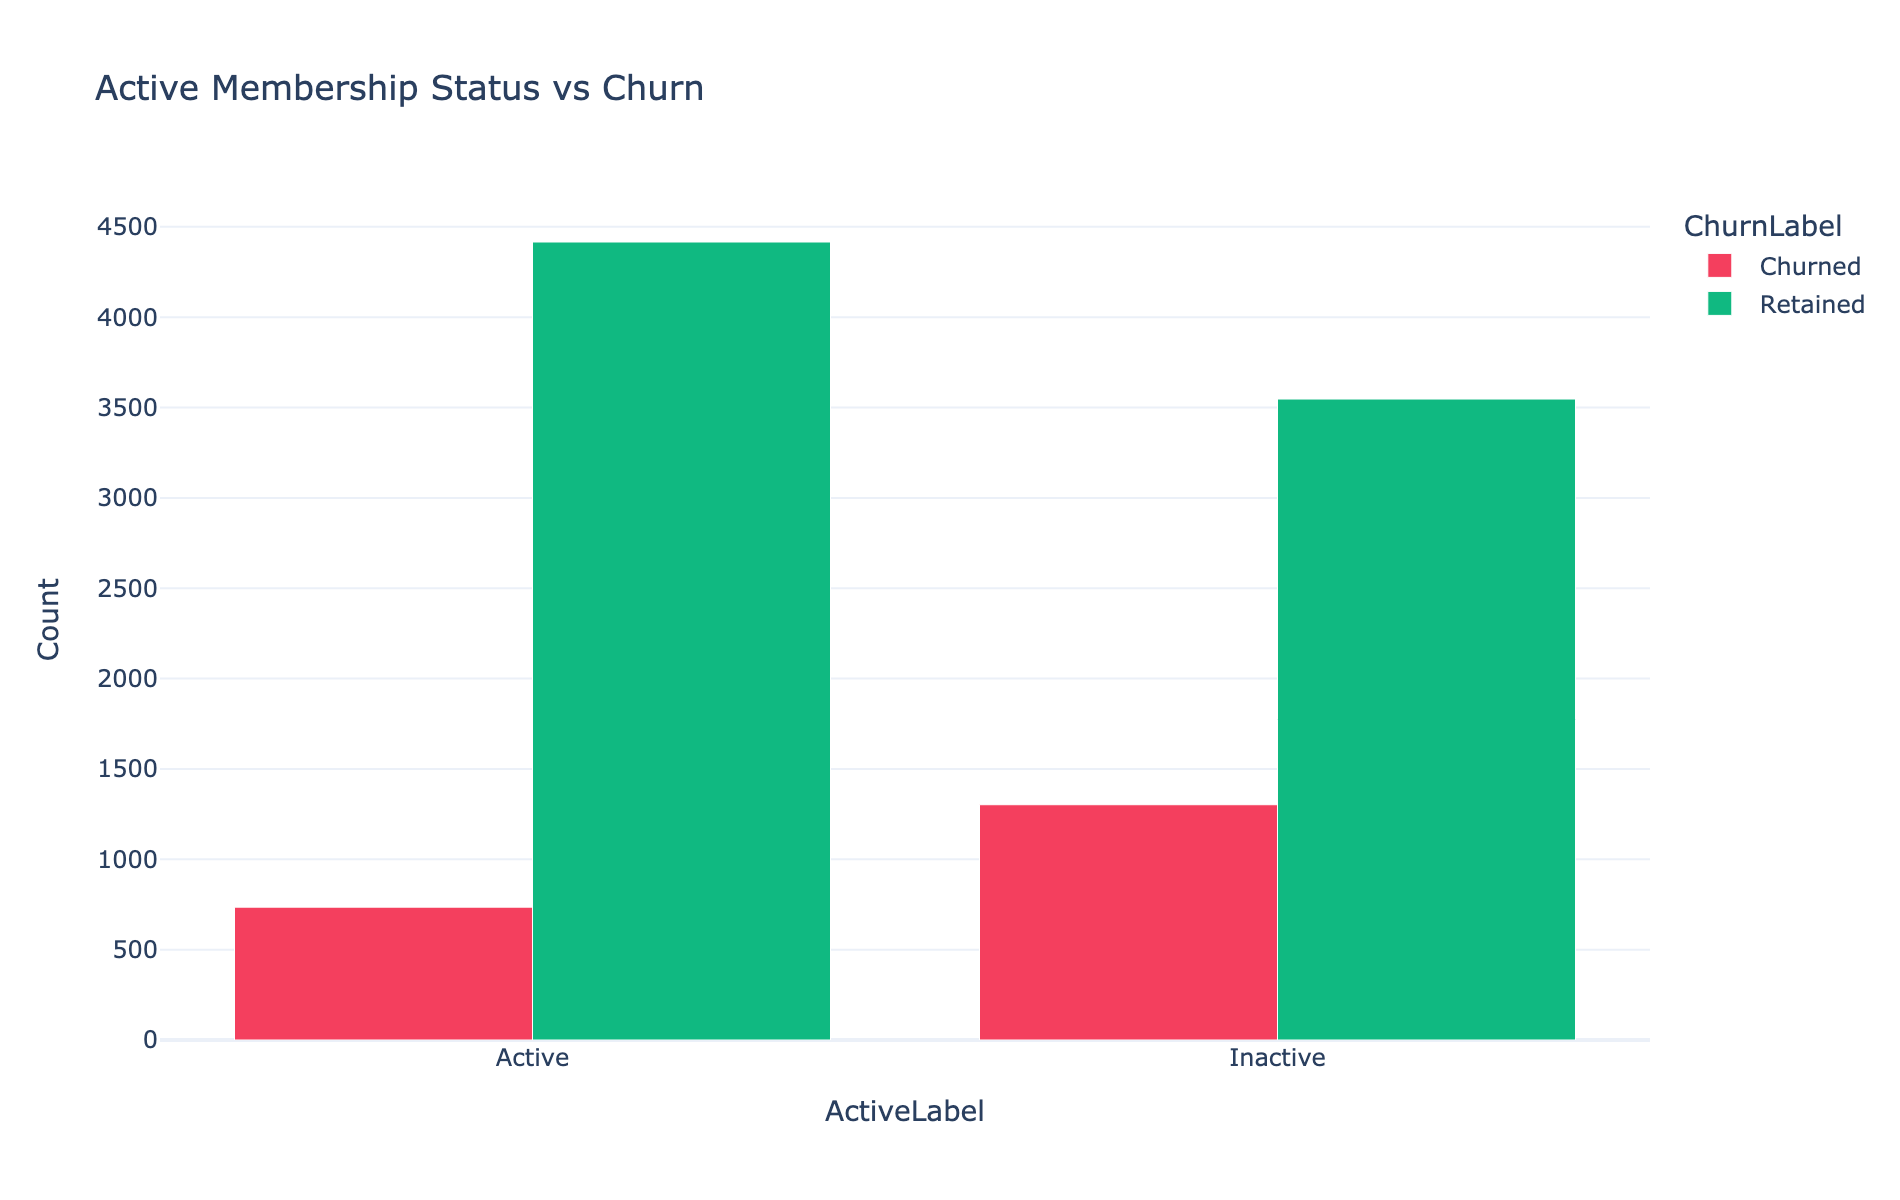 Active Membership Status vs Churn
4500
4000
3500
3000
2500
2000
1500
1000
500
0
Count
Active
Inactive
ActiveLabel
ChurnLabel
Churned
Retained